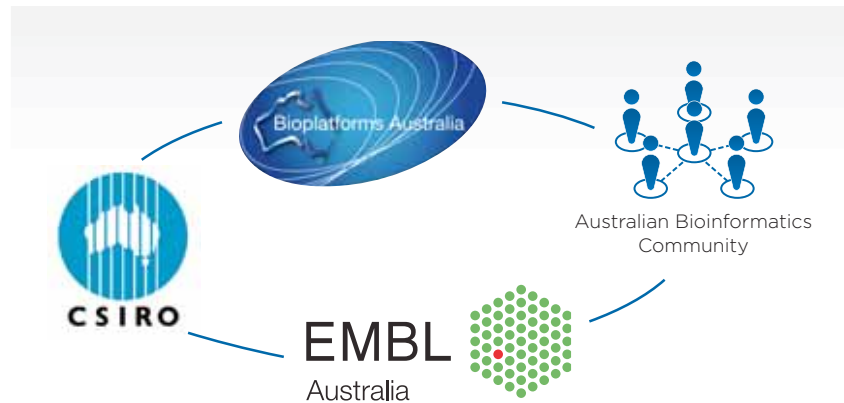 Bioplatforms Australia
Australian Bioinformatics
Community
CSIRO
EMBL
Australia